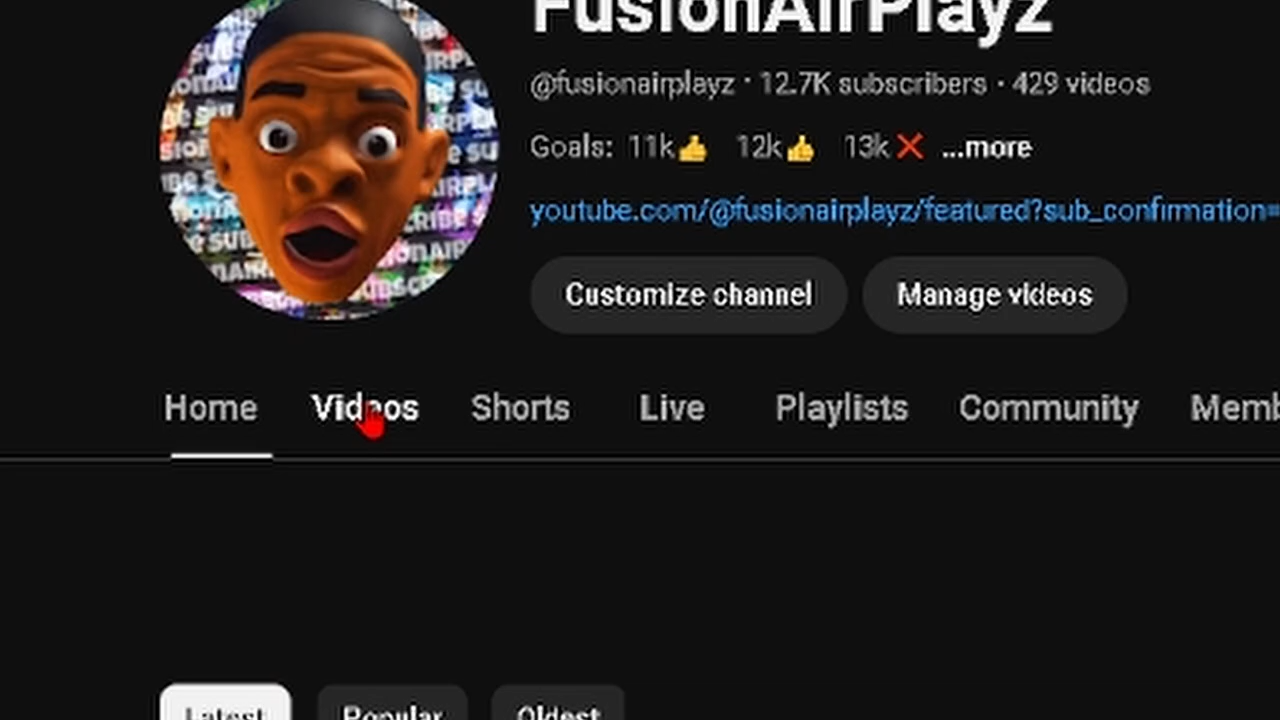 FusionAirPlayz
@fusionairplayz · 12.7K subscribers · 429 videos
Goals: 11k👍 12k👍 13k❌ ...more
youtube.com/@fusionairplayz/featured?sub_confirmation=
Customize channel
Manage videos
Home
Videos
Shorts
Live
Playlists
Community
Memb
Latest
Popular
Oldest